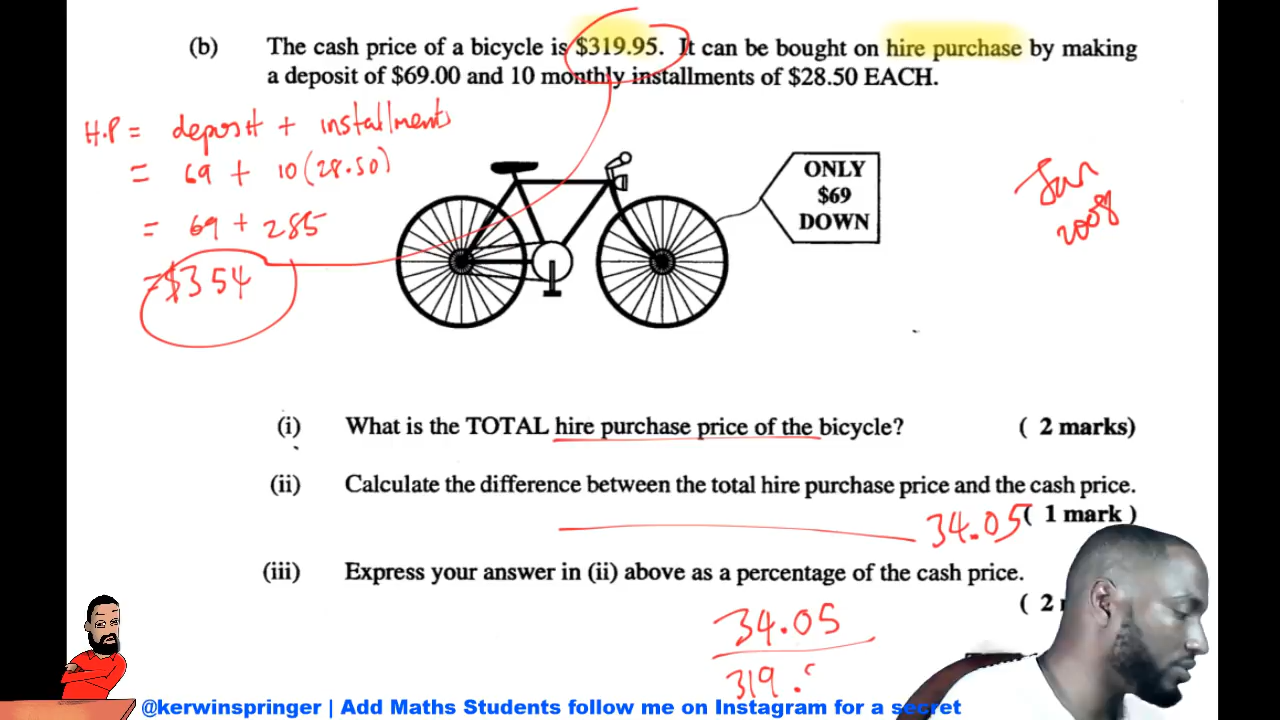 (b) The cash price of a bicycle is $319.95. It can be bought on hire purchase by making
a deposit of $69.00 and 10 monthly installments of $28.50 EACH.
H.P = deposit + installments
= 69 + 10(28.50)
= 69 + 285
= $354
ONLY
$69
DOWN
Jan
2008
(i) What is the TOTAL hire purchase price of the bicycle? ( 2 marks)
(ii) Calculate the difference between the total hire purchase price and the cash price.
34.05 ( 1 mark )
(iii) Express your answer in (ii) above as a percentage of the cash price.
( 2
34.05
319.
@kerwinspringer | Add Maths Students follow me on Instagram for a secret